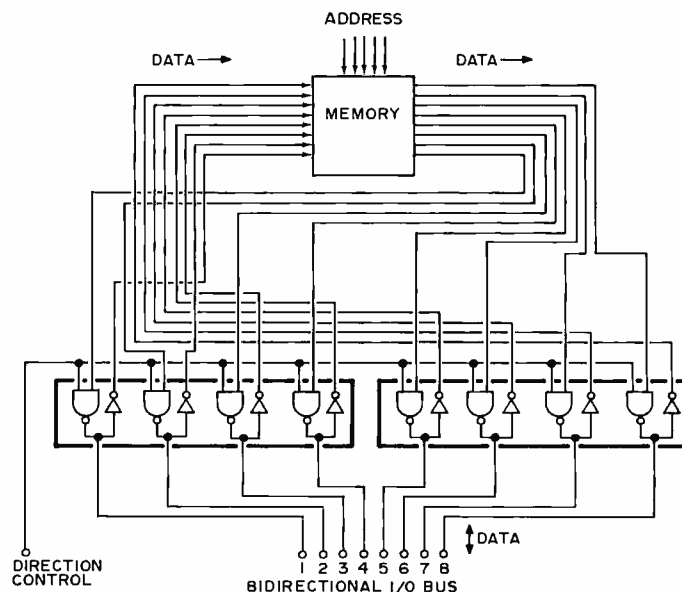 ADDRESS
DATA
DATA
MEMORY
DATA
1 2 3 4 5 6 7 8
DIRECTION
CONTROL
BIDIRECTIONAL I/O BUS